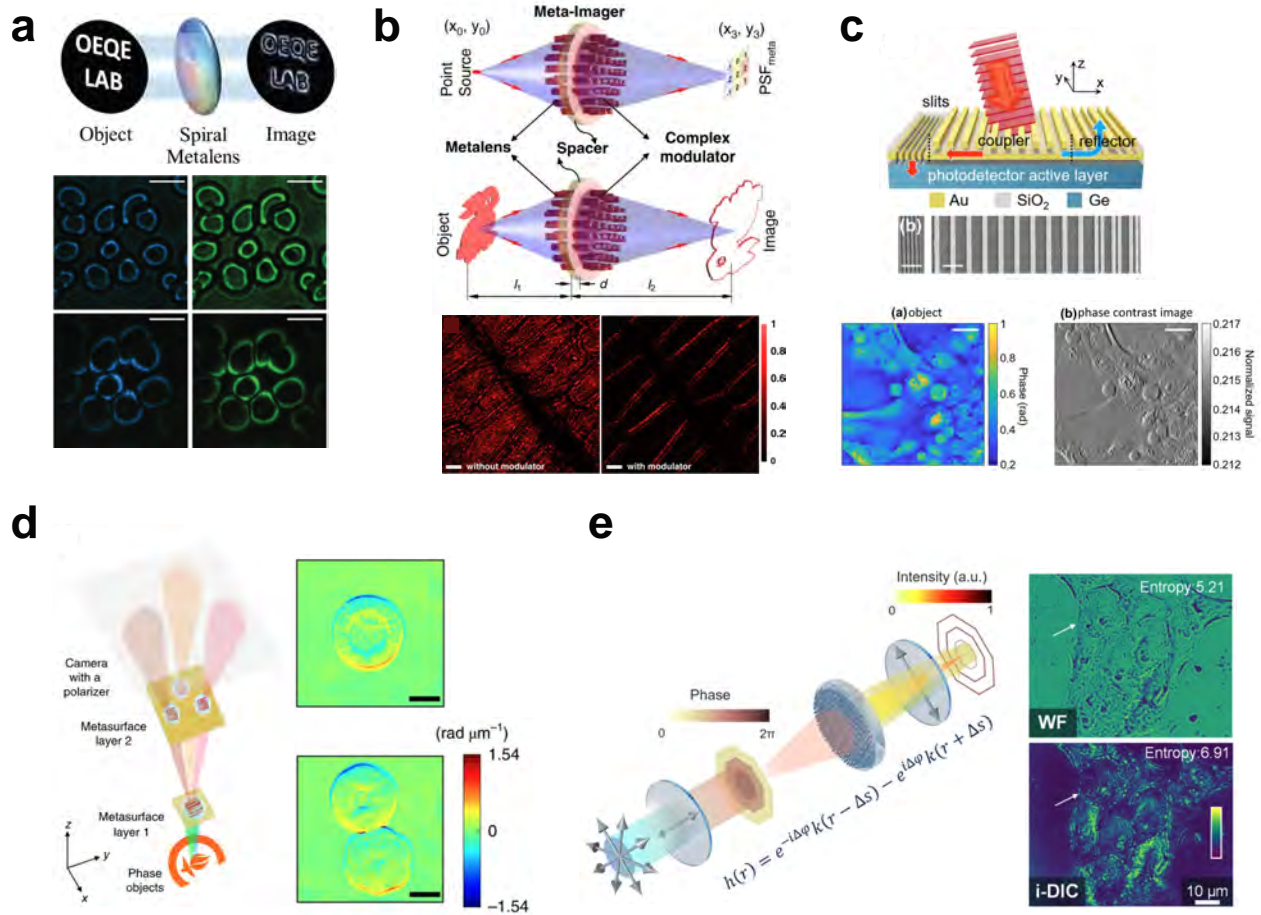 a
OEQE
LAB
OEQE
LAB
Object
Spiral
Metalens
Image
b
Meta-Imager
(x₀, y₀)
(x₃, y₃)
Point
Source
PSF_meta
Metalens
Spacer
Complex
modulator
Object
Image
l₁
d
l₂
without modulator
with modulator
1
0.8
0.6
0.4
0.2
0
c
z
y
x
slits
coupler
reflector
photodetector active layer
Au
SiO₂
Ge
(b)
(a) object
(b) phase contrast image
1
0.8
0.6
0.4
0.2
Phase (rad)
0.217
0.216
0.214
0.213
0.212
Normalized signal
d
Camera
with a
polarizer
Metasurface
layer 2
Metasurface
layer 1
Phase
objects
z
y
x
(rad μm⁻¹)
1.54
0
−1.54
e
Intensity (a.u.)
0
1
Phase
0
2π
h(r) = e^{-iΔφ} k(r − Δs) − e^{iΔφ} k(r + Δs)
Entropy:5.21
WF
Entropy:6.91
i-DIC
10 μm